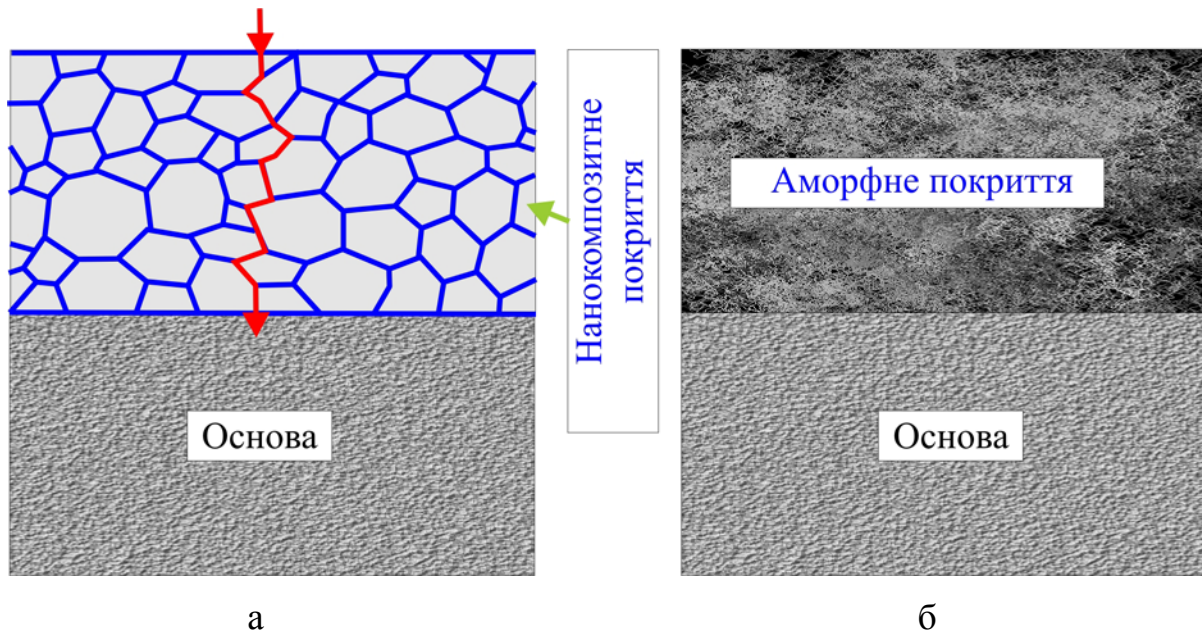 Нанокомпозитне
покриття
Аморфне покриття
Основа
Основа
а
б